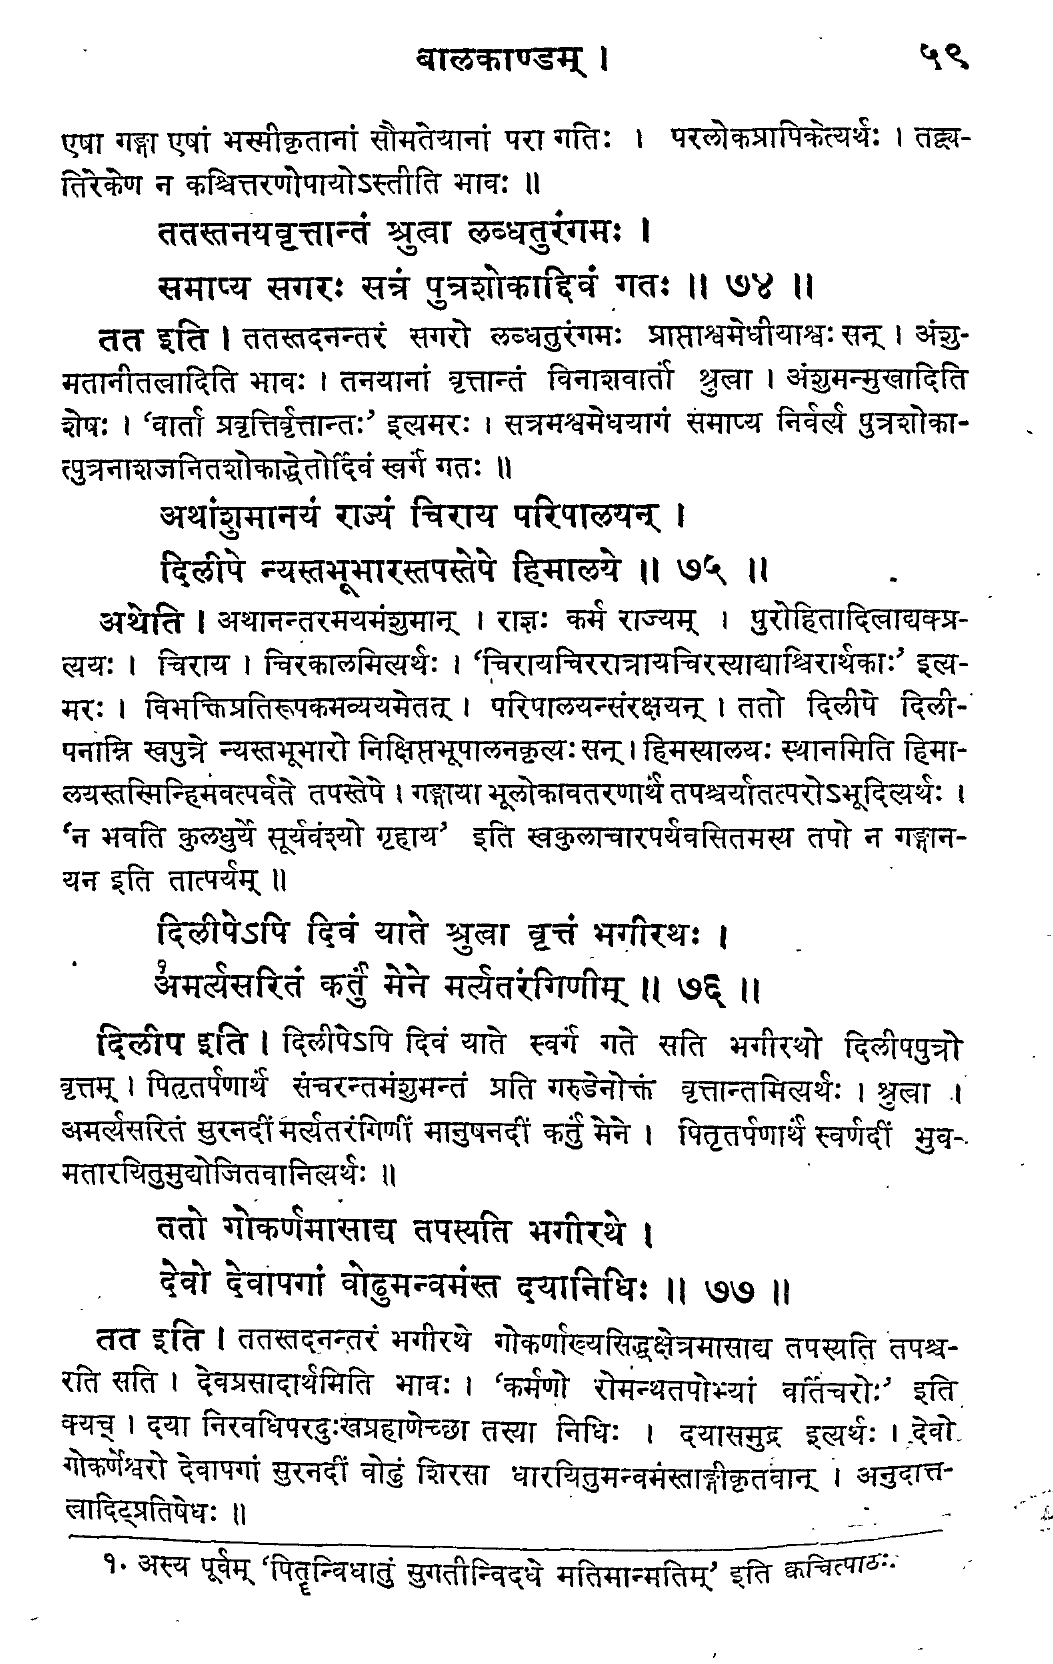 बालकाण्डम् । ५९
एषा गङ्गा एषां भस्मीकृतानां सौमतेयानां परा गतिः । परलोकप्रापिकेत्यर्थः । तद्व्य-
तिरेकेण न कश्चित्तरणोपायोऽस्तीति भावः ॥
ततस्तनयवृत्तान्तं श्रुत्वा लब्धतुरंगमः ।
समाप्य सगरः सत्रं पुत्रशोकाद्दिवं गतः ॥ ७४ ॥
तत इति । ततस्तदनन्तरं सगरो लब्धतुरंगमः प्राप्ताश्वमेधीयाश्वः सन् । अंशु-
मतानीतत्वादिति भावः । तनयानां वृत्तान्तं विनाशवार्तां श्रुत्वा । अंशुमन्मुखादिति
शेषः । ‘वार्ता प्रवृत्तिर्वृत्तान्तः’ इत्यमरः । सत्रमश्वमेधयागं समाप्य निर्वर्त्य पुत्रशोका-
त्पुत्रनाशजनितशोकाद्धेतोर्दिवं स्वर्गं गतः ॥
अथांशुमानयं राज्यं चिराय परिपालयन् ।
दिलीपे न्यस्तभूभारस्तपस्तेपे हिमालये ॥ ७५ ॥
अथेति । अथानन्तरमयमंशुमान् । राज्ञः कर्म राज्यम् । पुरोहितादित्वाद्यक्प्र-
त्ययः । चिराय । चिरकालमित्यर्थः । ‘चिरायचिररात्रायचिरस्याद्याश्चिरार्थकाः’ इत्य-
मरः । विभक्तिप्रतिरूपकमव्ययमेतत् । परिपालयन्संरक्षयन् । ततो दिलीपे दिली-
पनाम्नि स्वपुत्रे न्यस्तभूभारो निक्षिप्तभूपालनकृत्यः सन् । हिमस्यालयः स्थानमिति हिमा-
लयस्तस्मिन्हिमवत्पर्वते तपस्तेपे । गङ्गाया भूलोकावतरणार्थं तपश्चर्यातत्परोऽभूदित्यर्थः ।
‘न भवति कुलधुर्ये सूर्यवंश्यो गृहाय’ इति स्वकुलाचारपर्यवसितमस्य तपो न गङ्गान-
यन इति तात्पर्यम् ॥
दिलीपेऽपि दिवं याते श्रुत्वा वृत्तं भगीरथः ।
१अमर्त्यसरितं कर्तुं मेने मर्त्यतरंगिणीम् ॥ ७६ ॥
दिलीप इति । दिलीपेऽपि दिवं याते स्वर्गं गते सति भगीरथो दिलीपपुत्रो
वृत्तम् । पितृतर्पणार्थं संचरन्तमंशुमन्तं प्रति गरुडेनोक्तं वृत्तान्तमित्यर्थः । श्रुत्वा ।
अमर्त्यसरितं सुरनदीं मर्त्यतरंगिणीं मानुषनदीं कर्तुं मेने । पितृतर्पणार्थं स्वर्णदीं भुव-
मतारयितुमुद्योजितवानित्यर्थः ॥
ततो गोकर्णमासाद्य तपस्यति भगीरथे ।
देवो देवापगां वोढुमन्वमंस्त दयानिधिः ॥ ७७ ॥
तत इति । ततस्तदनन्तरं भगीरथे गोकर्णाख्यसिद्धक्षेत्रमासाद्य तपस्यति तपश्च-
रति सति । देवप्रसादार्थमिति भावः । ‘कर्मणो रोमन्थतपोभ्यां वर्तिचरोः’ इति
क्यच् । दया निरवधिपरदुःखप्रहाणेच्छा तस्या निधिः । दयासमुद्र इत्यर्थः । देवो
गोकर्णेश्वरो देवापगां सुरनदीं वोढुं शिरसा धारयितुमन्वमंस्ताङ्गीकृतवान् । अनुदात्त-
त्वादिट्प्रतिषेधः ॥
१. अस्य पूर्वम् ‘पितॄन्विधातुं सुगतीन्विदधे मतिमान्मतिम्’ इति क्वचित्पाठः.